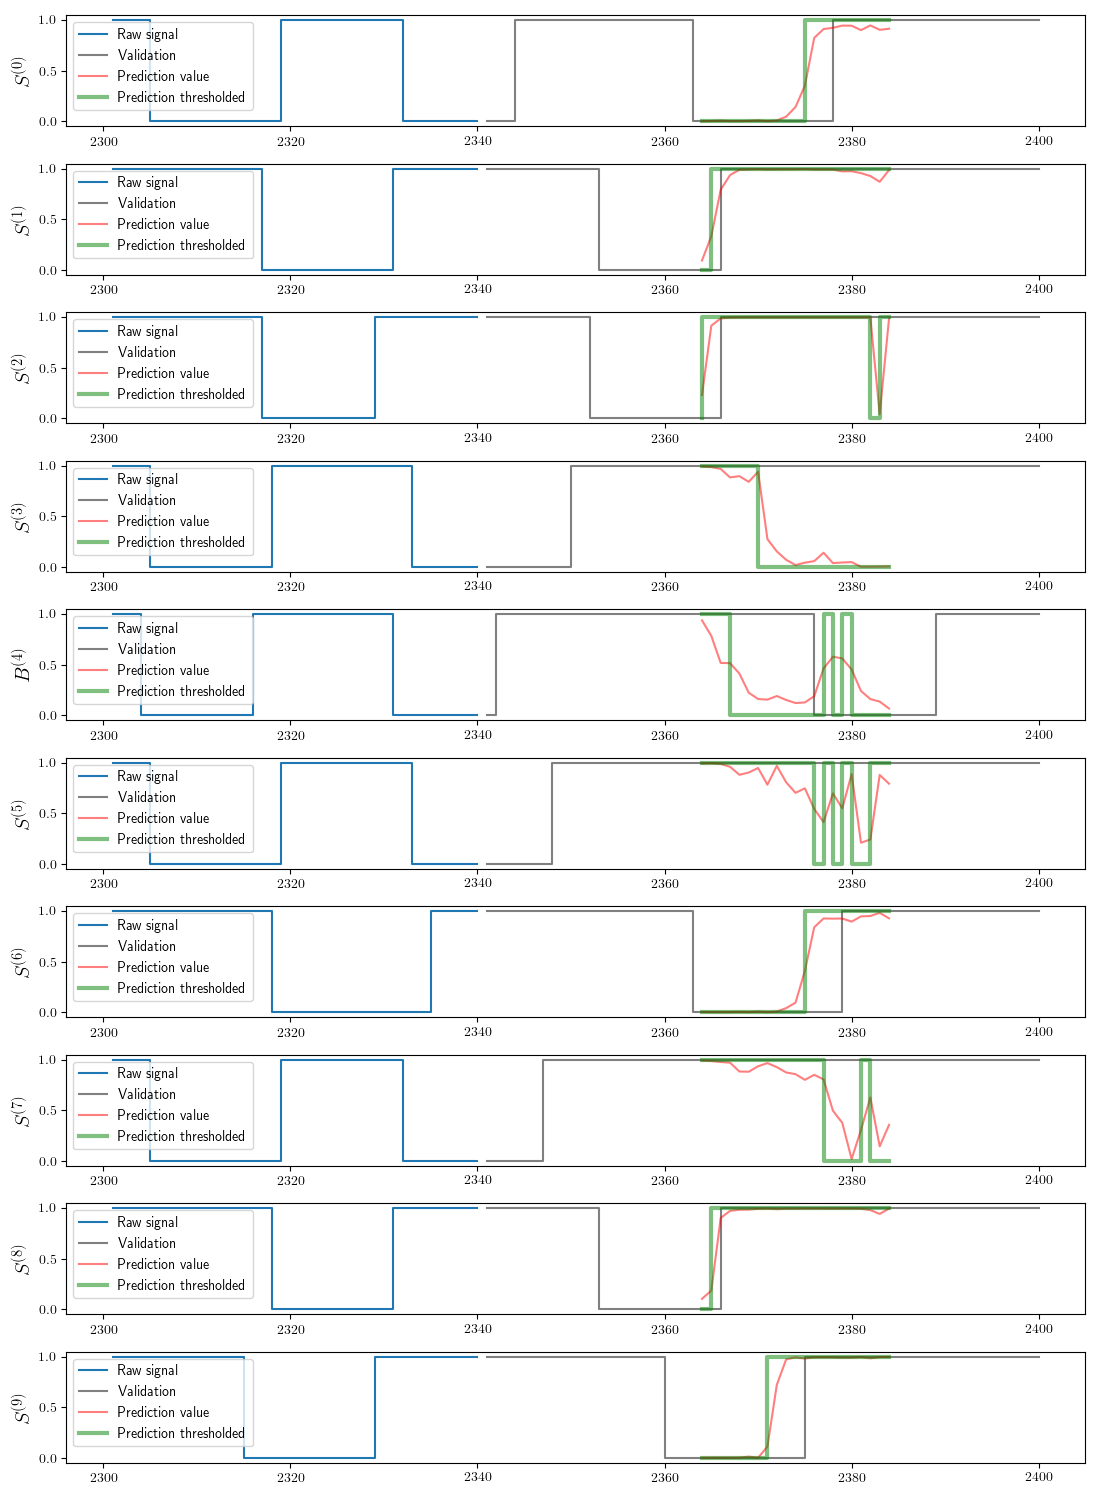 S(0)
1.0
0.5
0.0
Raw signal
Validation
Prediction value
Prediction thresholded
2300 2320 2340 2360 2380 2400
S(1)
1.0
0.5
0.0
Raw signal
Validation
Prediction value
Prediction thresholded
2300 2320 2340 2360 2380 2400
S(2)
1.0
0.5
0.0
Raw signal
Validation
Prediction value
Prediction thresholded
2300 2320 2340 2360 2380 2400
S(3)
1.0
0.5
0.0
Raw signal
Validation
Prediction value
Prediction thresholded
2300 2320 2340 2360 2380 2400
B(4)
1.0
0.5
0.0
Raw signal
Validation
Prediction value
Prediction thresholded
2300 2320 2340 2360 2380 2400
S(5)
1.0
0.5
0.0
Raw signal
Validation
Prediction value
Prediction thresholded
2300 2320 2340 2360 2380 2400
S(6)
1.0
0.5
0.0
Raw signal
Validation
Prediction value
Prediction thresholded
2300 2320 2340 2360 2380 2400
S(7)
1.0
0.5
0.0
Raw signal
Validation
Prediction value
Prediction thresholded
2300 2320 2340 2360 2380 2400
S(8)
1.0
0.5
0.0
Raw signal
Validation
Prediction value
Prediction thresholded
2300 2320 2340 2360 2380 2400
S(9)
1.0
0.5
0.0
Raw signal
Validation
Prediction value
Prediction thresholded
2300 2320 2340 2360 2380 2400